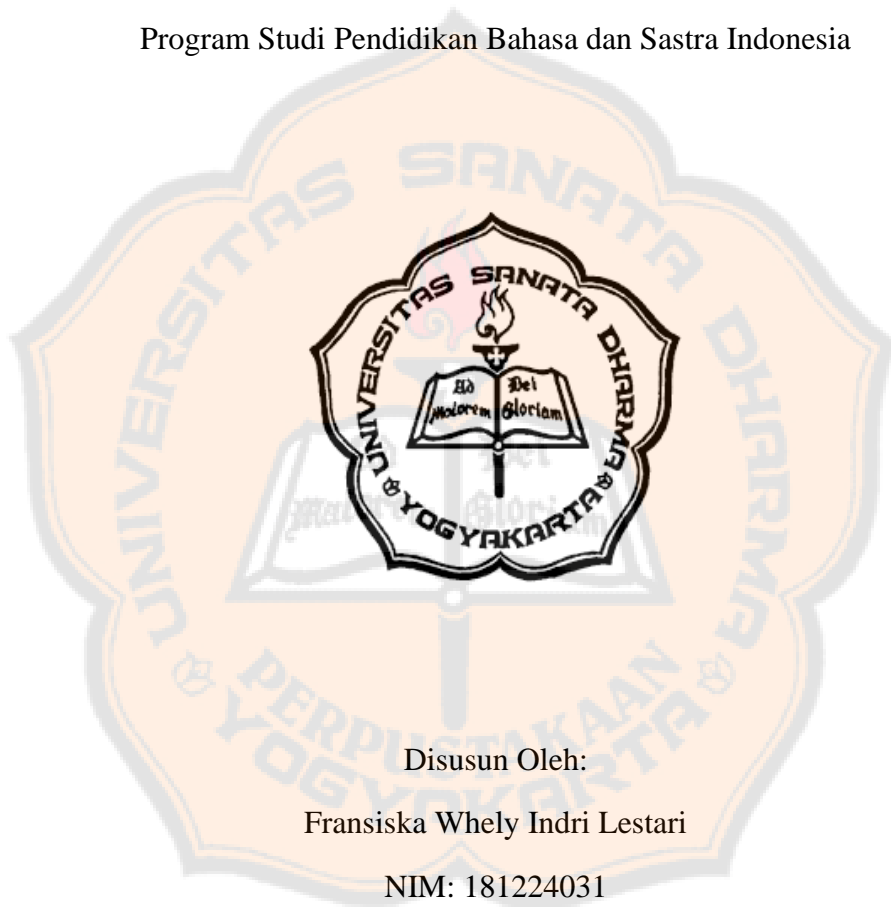 Program Studi Pendidikan Bahasa dan Sastra Indonesia
UNIVERSITAS SANATA DHARMA
Ad Dei
Maiorem Gloriam
YOGYAKARTA
PERPUSTAKAAN
Disusun Oleh:
Fransiska Whely Indri Lestari
NIM: 181224031